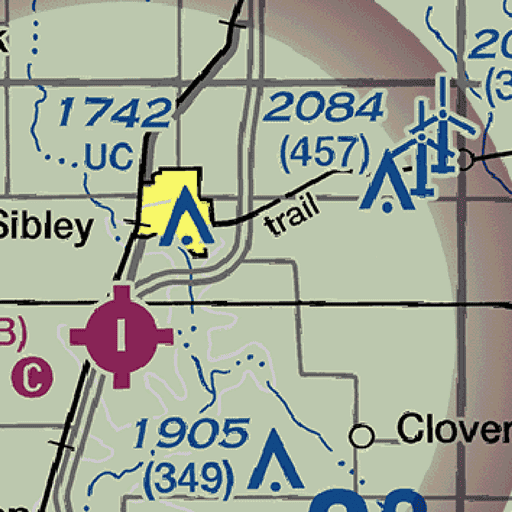 k
1742
UC
2084
(457)
Sibley
trail
B)
I
C
1905
(349)
Clover